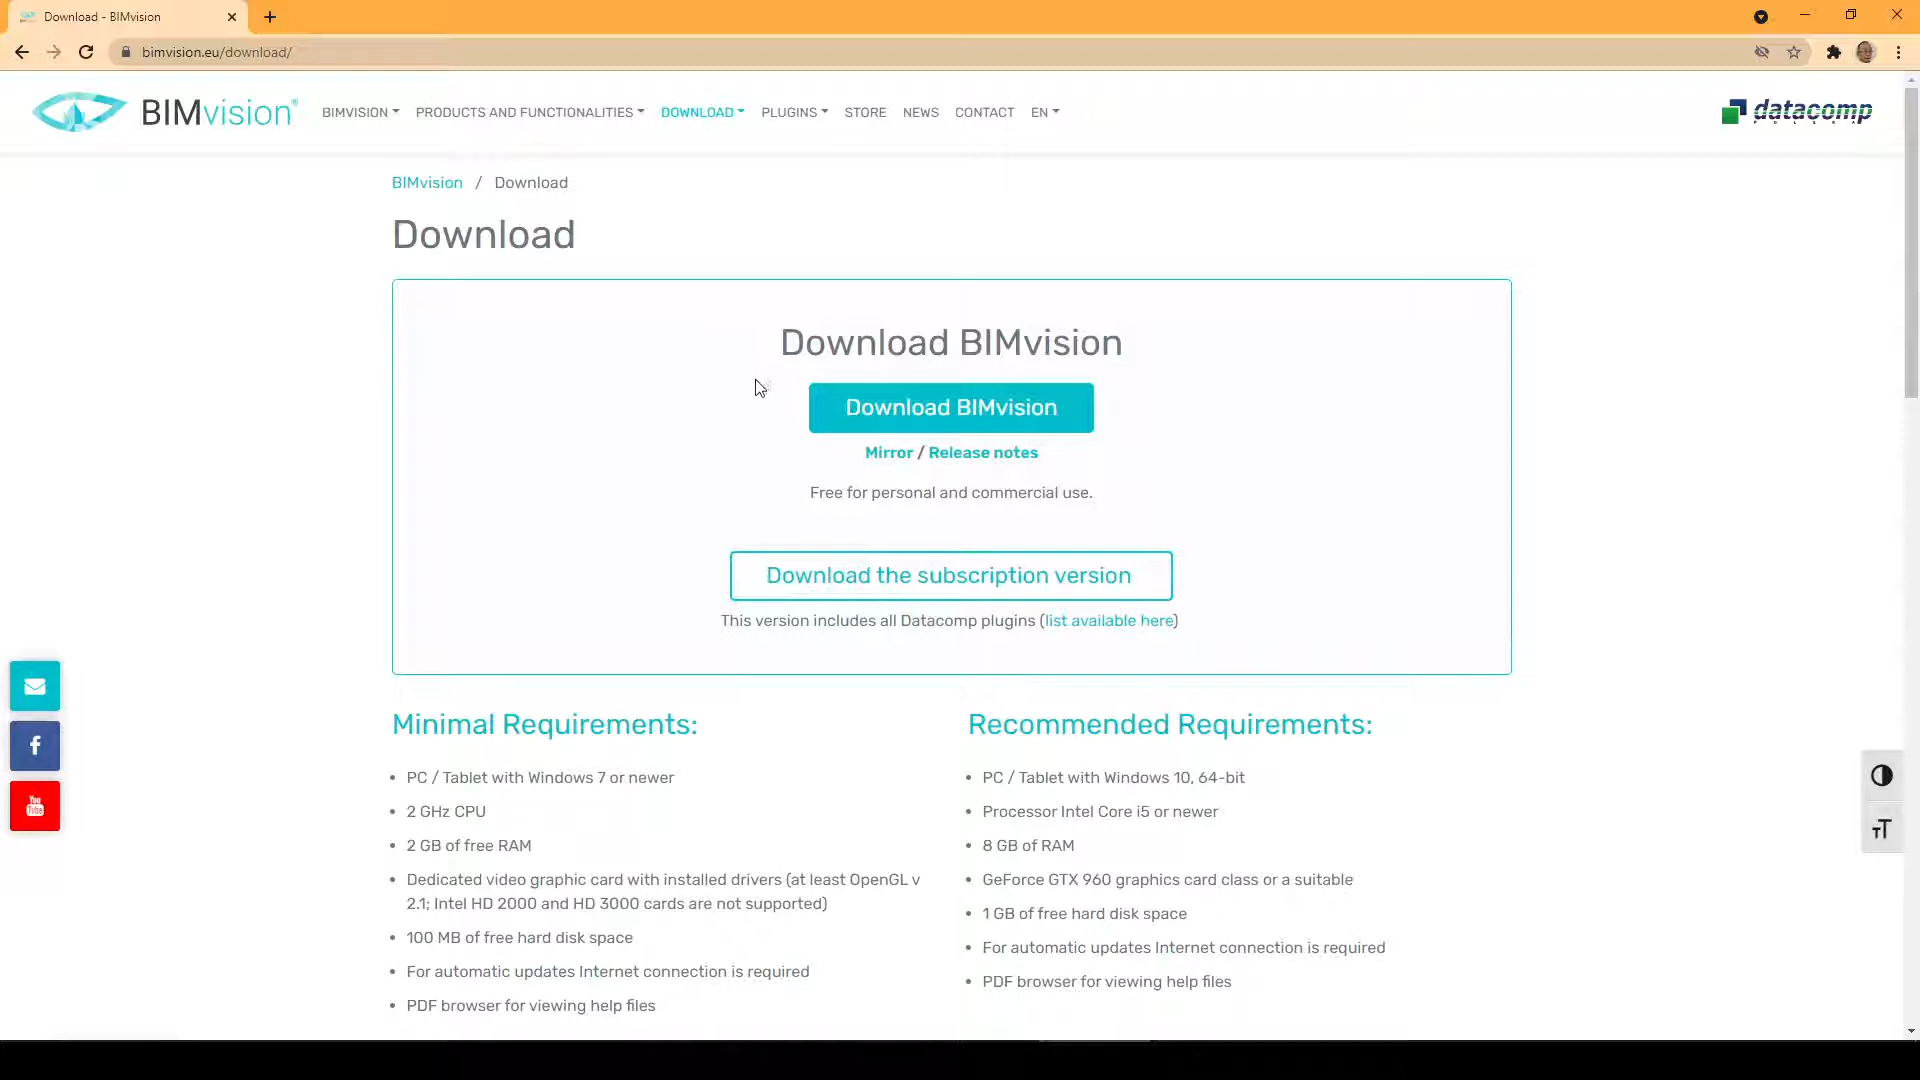 Download - BIMvision
bimvision.eu/download/
BIMvision®
BIMVISION
PRODUCTS AND FUNCTIONALITIES
DOWNLOAD
PLUGINS
STORE
NEWS
CONTACT
EN
datacomp
POLSKA
BIMvision / Download
Download
Download BIMvision
Download BIMvision
Mirror / Release notes
Free for personal and commercial use.
Download the subscription version
This version includes all Datacomp plugins (list available here)
Minimal Requirements:
PC / Tablet with Windows 7 or newer
2 GHz CPU
2 GB of free RAM
Dedicated video graphic card with installed drivers (at least OpenGL v
2.1; Intel HD 2000 and HD 3000 cards are not supported)
100 MB of free hard disk space
For automatic updates Internet connection is required
PDF browser for viewing help files
Recommended Requirements:
PC / Tablet with Windows 10, 64-bit
Processor Intel Core i5 or newer
8 GB of RAM
GeForce GTX 960 graphics card class or a suitable
1 GB of free hard disk space
For automatic updates Internet connection is required
PDF browser for viewing help files
f
You
Tube
TT